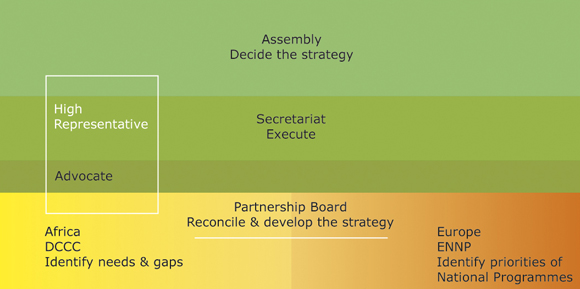 Assembly
Decide the strategy
High
Representative
Secretariat
Execute
Advocate
Partnership Board
Reconcile & develop the strategy
Africa
DCCC
Identify needs & gaps
Europe
ENNP
Identify priorities of
National Programmes